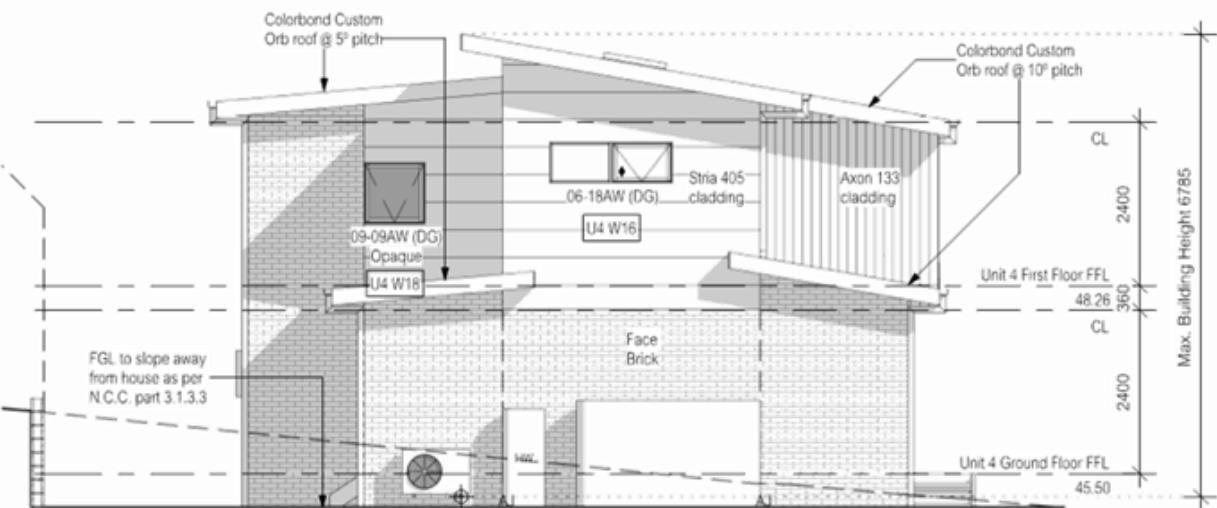 Colorbond Custom
Orb roof @ 5º pitch
Colorbond Custom
Orb roof @ 10º pitch
CL
Stria 405
cladding
Axon 133
cladding
06-18AW (DG)
U4 W16
09-09AW (DG)
Opaque
U4 W18
2400
Max. Building Height 6785
Unit 4 First Floor FFL
48.26
360
CL
Face
Brick
FGL to slope away
from house as per
N.C.C. part 3.1.3.3
2400
HW
Unit 4 Ground Floor FFL
45.50
AJ
AJ